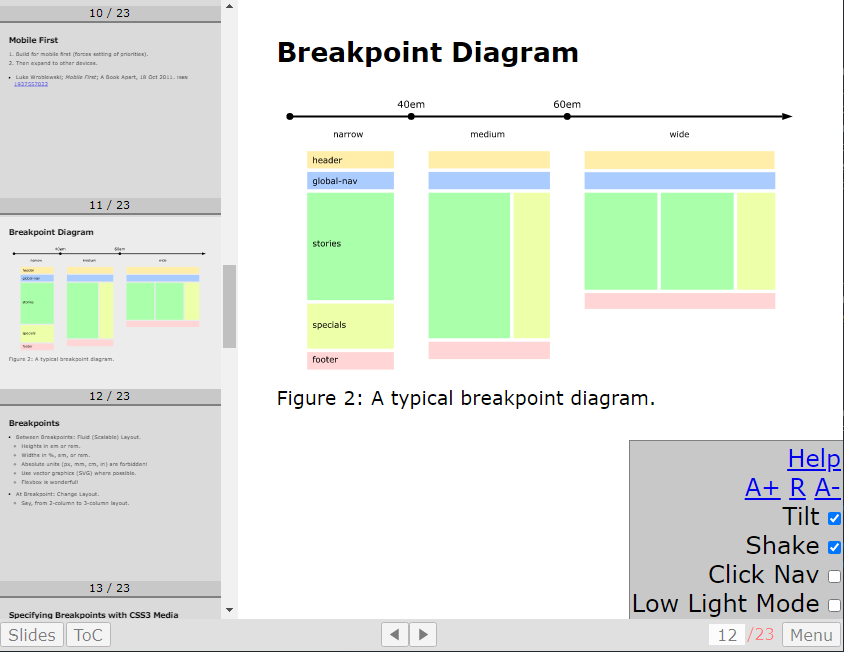 10 / 23
Mobile First
1. Build for mobile first (forces setting of priorities).
2. Then expand to other devices.
Luke Wroblewski; Mobile First; A Book Apart, 18 Oct 2011.
1937557022
11 / 23
Breakpoint Diagram
40em 60em
narrow medium wide
header
global-nav
stories
specials
footer
Figure 2: A typical breakpoint diagram.
12 / 23
Breakpoints
Between Breakpoints: Fluid (Scalable) Layout.
Heights in em or rem.
Widths in %, em, or rem.
Absolute units (px, mm, cm, in) are forbidden!
Use vector graphics (SVG) where possible.
Flexbox is wonderful!
At Breakpoint: Change Layout.
Say, from 2-column to 3-column layout.
13 / 23
Specifying Breakpoints with CSS3 Media
Breakpoint Diagram
40em 60em
narrow medium wide
header
global-nav
stories
specials
footer
Figure 2: A typical breakpoint diagram.
Help
A+ R A-
Tilt
Shake
Click Nav
Low Light Mode
Slides ToC 12 /23 Menu